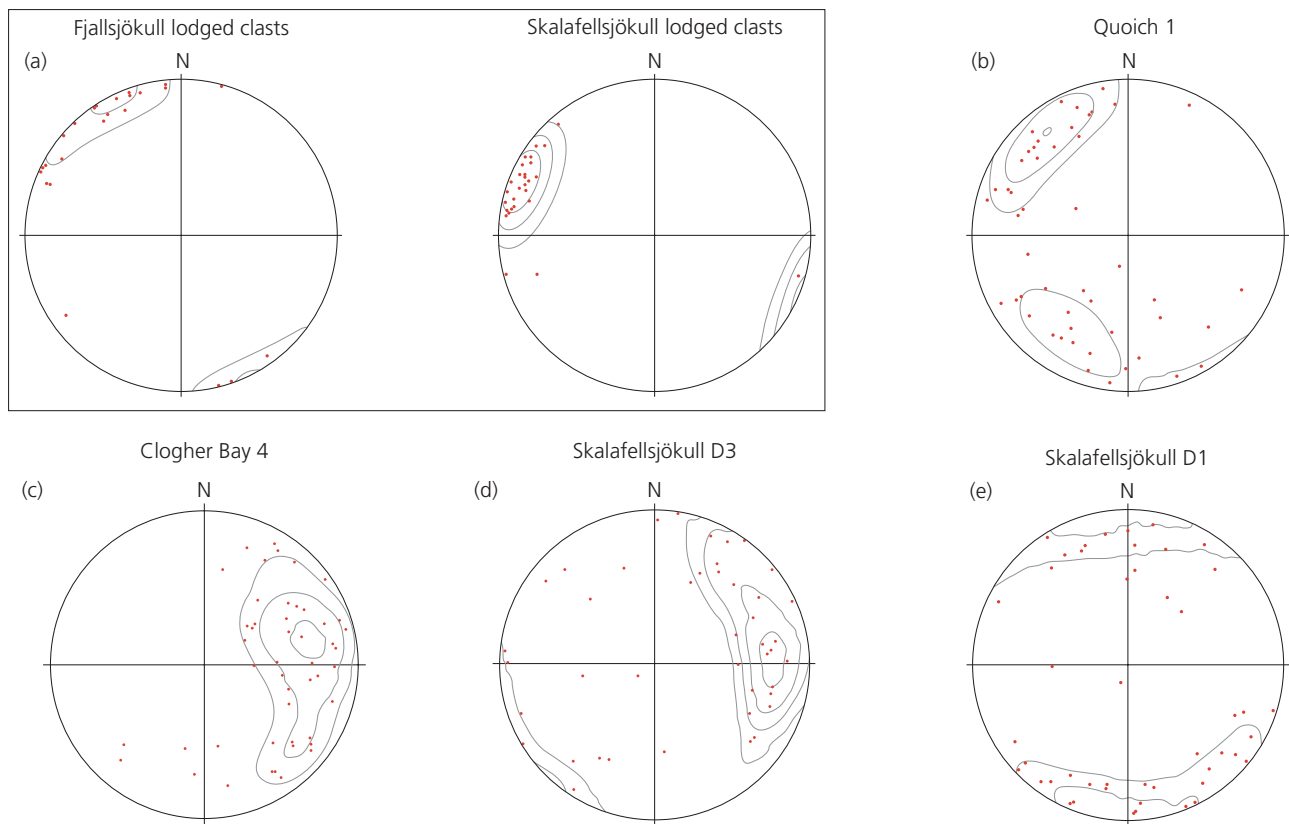 Fjallsjökull lodged clasts
Skalafellsjökull lodged clasts
Quoich 1
(a)
N
N
(b)
N
Clogher Bay 4
Skalafellsjökull D3
Skalafellsjökull D1
(c)
N
(d)
N
(e)
N